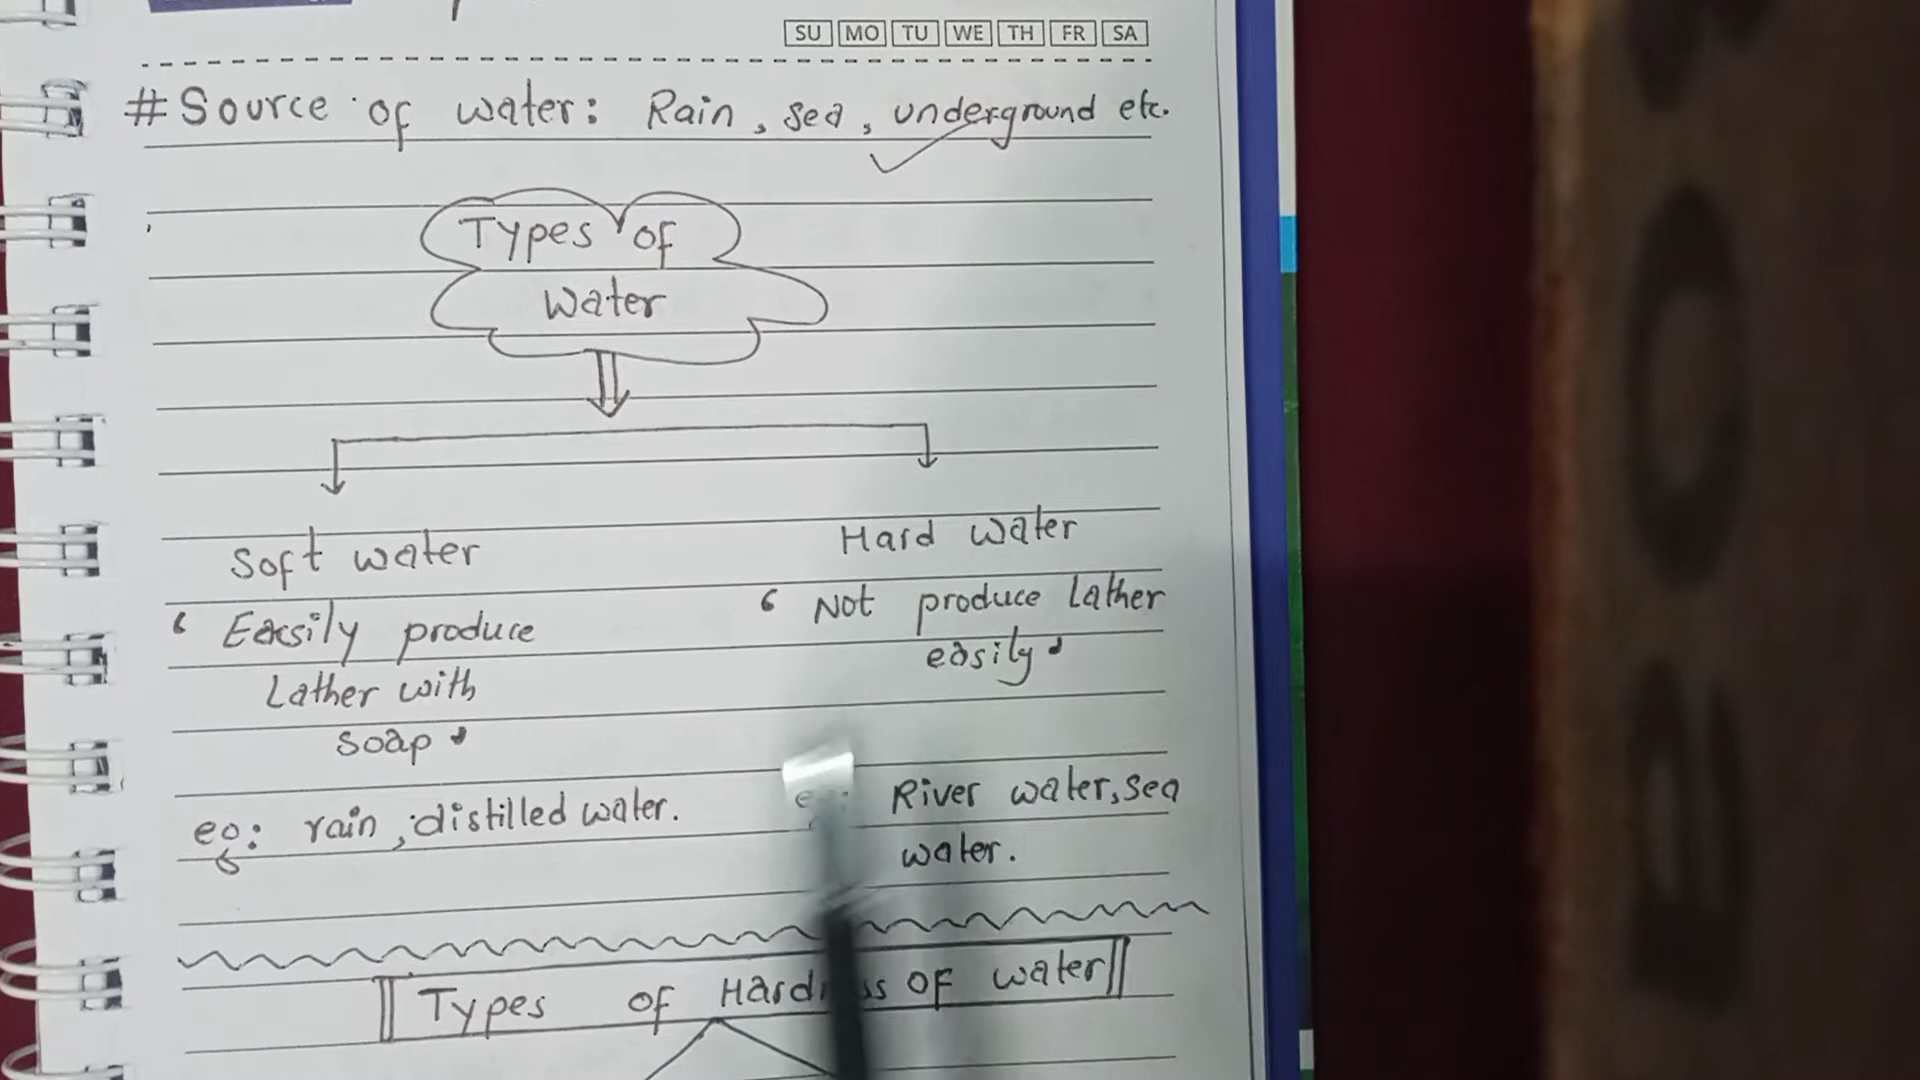 SU MO TU WE TH FR SA
# Source of water: Rain, sea, underground etc.
Types of
Water
Soft water
Easily produce
Lather with
soap
eg: rain, distilled water.
Hard water
Not produce lather
easily
River water, sea
water.
Types of Hardness OF water